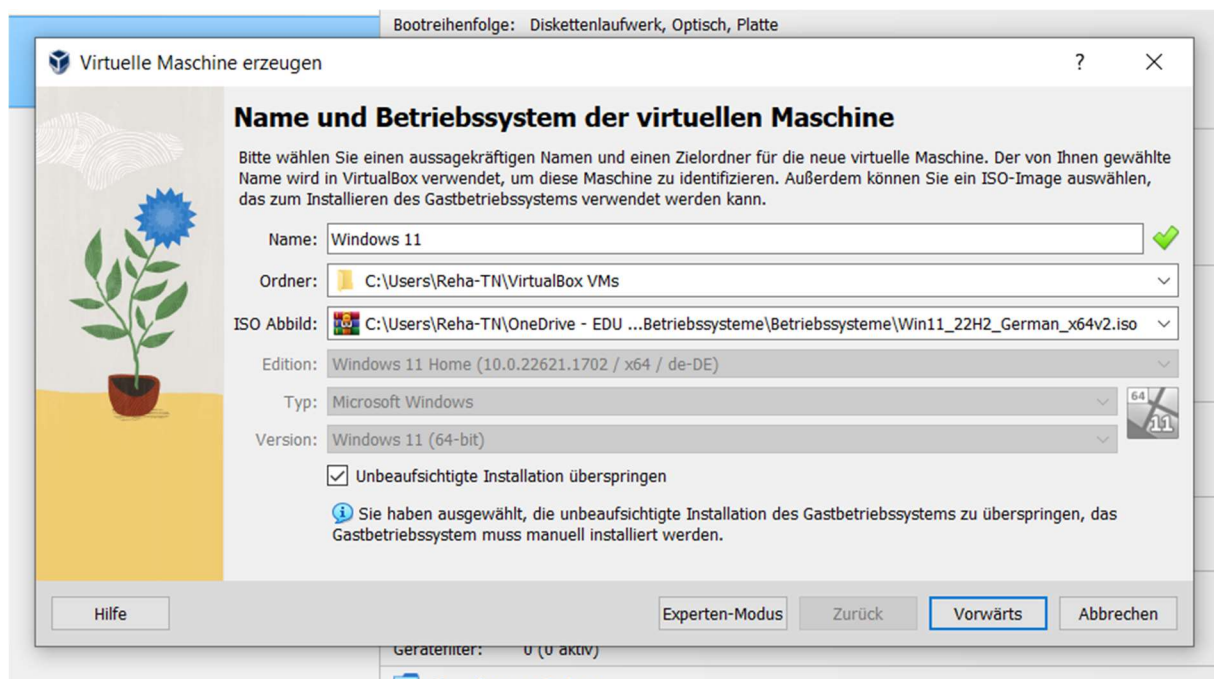 Bootreihenfolge: Diskettenlaufwerk, Optisch, Platte
Virtuelle Maschine erzeugen
?
Name und Betriebssystem der virtuellen Maschine
Bitte wählen Sie einen aussagekräftigen Namen und einen Zielordner für die neue virtuelle Maschine. Der von Ihnen gewählte
Name wird in VirtualBox verwendet, um diese Maschine zu identifizieren. Außerdem können Sie ein ISO-Image auswählen,
das zum Installieren des Gastbetriebssystems verwendet werden kann.
Name: Windows 11
Ordner: C:\Users\Reha-TN\VirtualBox VMs
ISO Abbild: C:\Users\Reha-TN\OneDrive - EDU ...Betriebssysteme\Betriebssysteme\Win11_22H2_German_x64v2.iso
Edition: Windows 11 Home (10.0.22621.1702 / x64 / de-DE)
Typ: Microsoft Windows
64
11
Version: Windows 11 (64-bit)
Unbeaufsichtigte Installation überspringen
Sie haben ausgewählt, die unbeaufsichtigte Installation des Gastbetriebssystems zu überspringen, das
Gastbetriebssystem muss manuell installiert werden.
Hilfe Experten-Modus Zurück Vorwärts Abbrechen
Gerätefilter: 0 (0 aktiv)